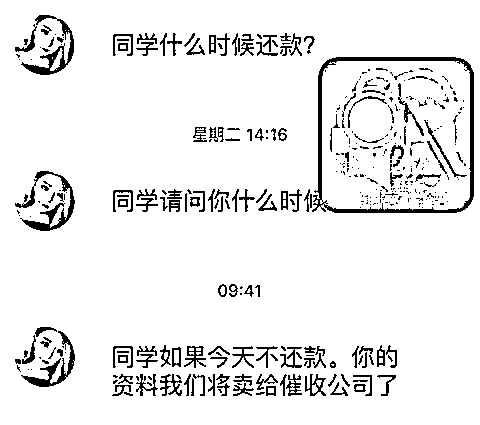 同学什么时候还款?
星期二 14:16
同学请问你什么时候
09:41
同学如果今天不还款。你的
资料我们将卖给催收公司了